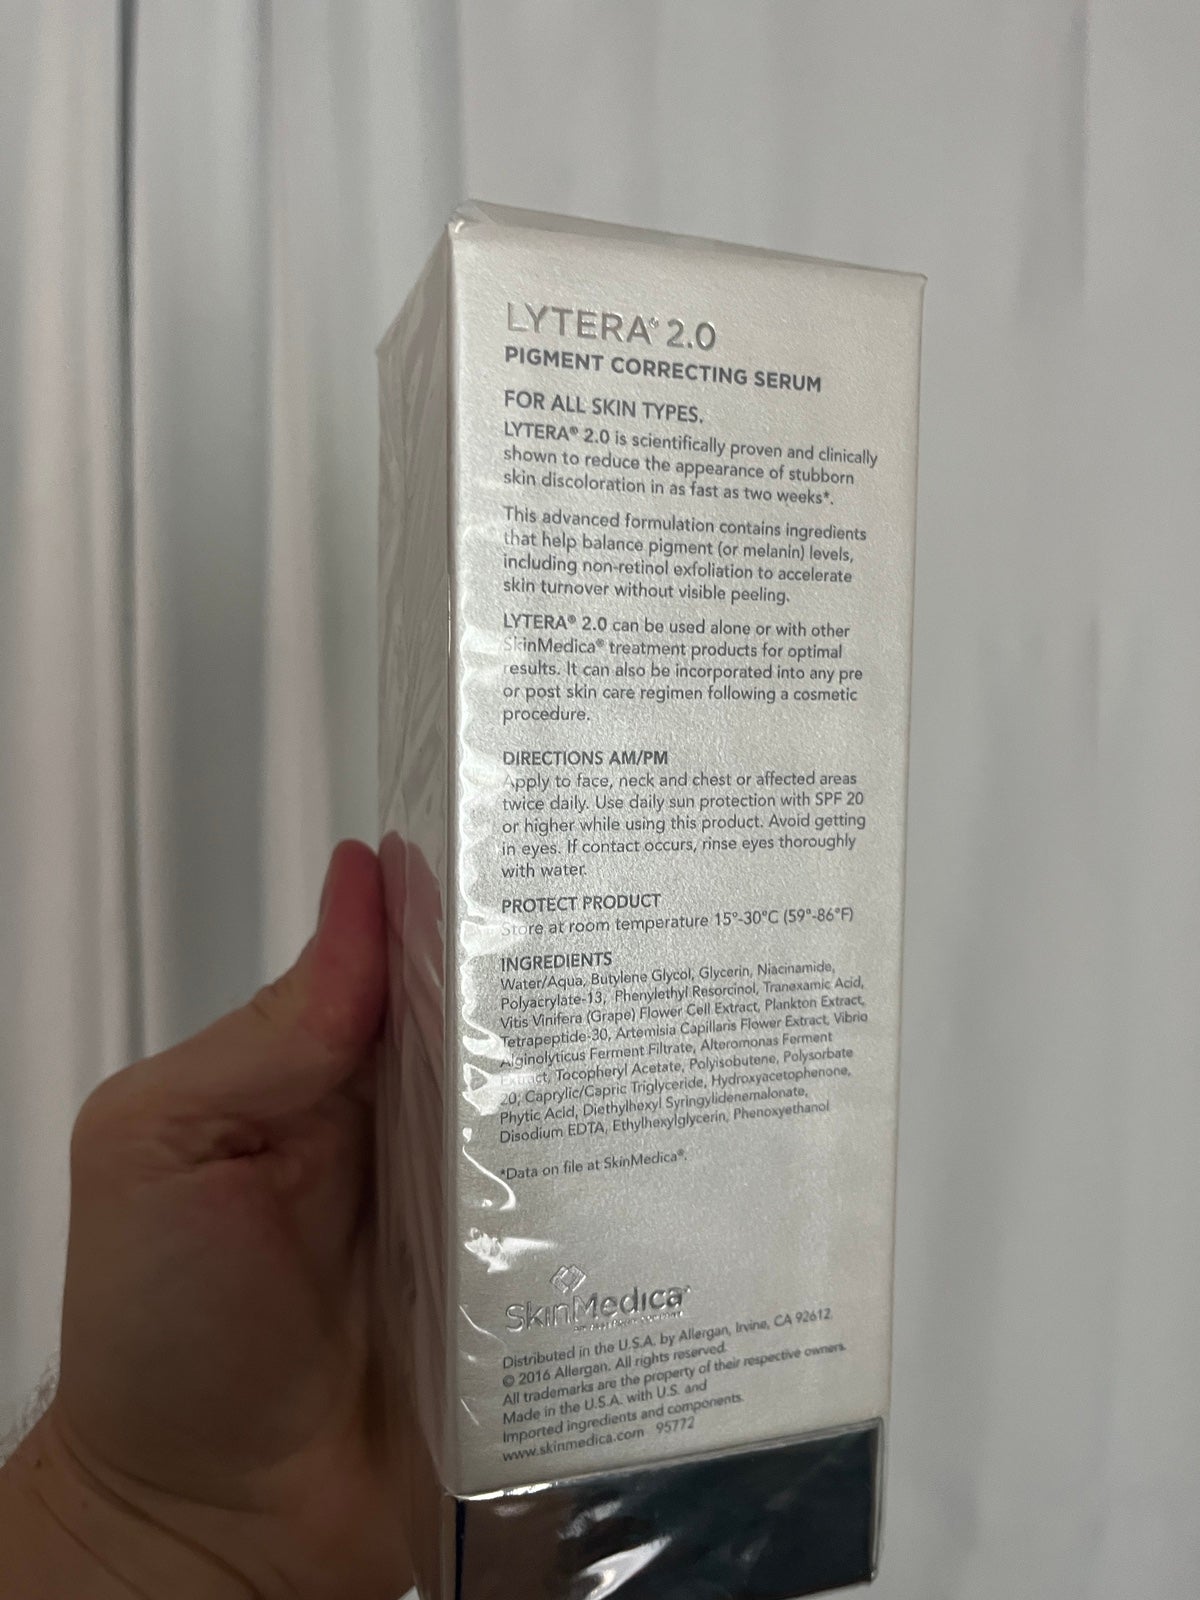 LYTERA® 2.0
PIGMENT CORRECTING SERUM
FOR ALL SKIN TYPES.
LYTERA® 2.0 is scientifically proven and clinically
shown to reduce the appearance of stubborn
skin discoloration in as fast as two weeks*.
This advanced formulation contains ingredients
that help balance pigment (or melanin) levels,
including non-retinol exfoliation to accelerate
skin turnover without visible peeling.
LYTERA® 2.0 can be used alone or with other
SkinMedica® treatment products for optimal
results. It can also be incorporated into any pre
or post skin care regimen following a cosmetic
procedure.
DIRECTIONS AM/PM
Apply to face, neck and chest or affected areas
twice daily. Use daily sun protection with SPF 20
or higher while using this product. Avoid getting
in eyes. If contact occurs, rinse eyes thoroughly
with water.
PROTECT PRODUCT
Store at room temperature 15°-30°C (59°-86°F)
INGREDIENTS
Water/Aqua, Butylene Glycol, Glycerin, Niacinamide,
Polyacrylate-13, Phenylethyl Resorcinol, Tranexamic Acid,
Vitis Vinifera (Grape) Flower Cell Extract, Plankton Extract,
Tetrapeptide-30, Artemisia Capillaris Flower Extract, Vibrio
Alginolyticus Ferment Filtrate, Alteromonas Ferment
Extract, Tocopheryl Acetate, Polyisobutene, Polysorbate
20, Caprylic/Capric Triglyceride, Hydroxyacetophenone,
Phytic Acid, Diethylhexyl Syringylidenemalonate,
Disodium EDTA, Ethylhexylglycerin, Phenoxyethanol
*Data on file at SkinMedica®.
SkinMedica®
Distributed in the U.S.A. by Allergan, Irvine, CA 92612.
© 2016 Allergan. All rights reserved.
All trademarks are the property of their respective owners.
Made in the U.S.A. with U.S. and
Imported ingredients and components.
www.skinmedica.com 95772